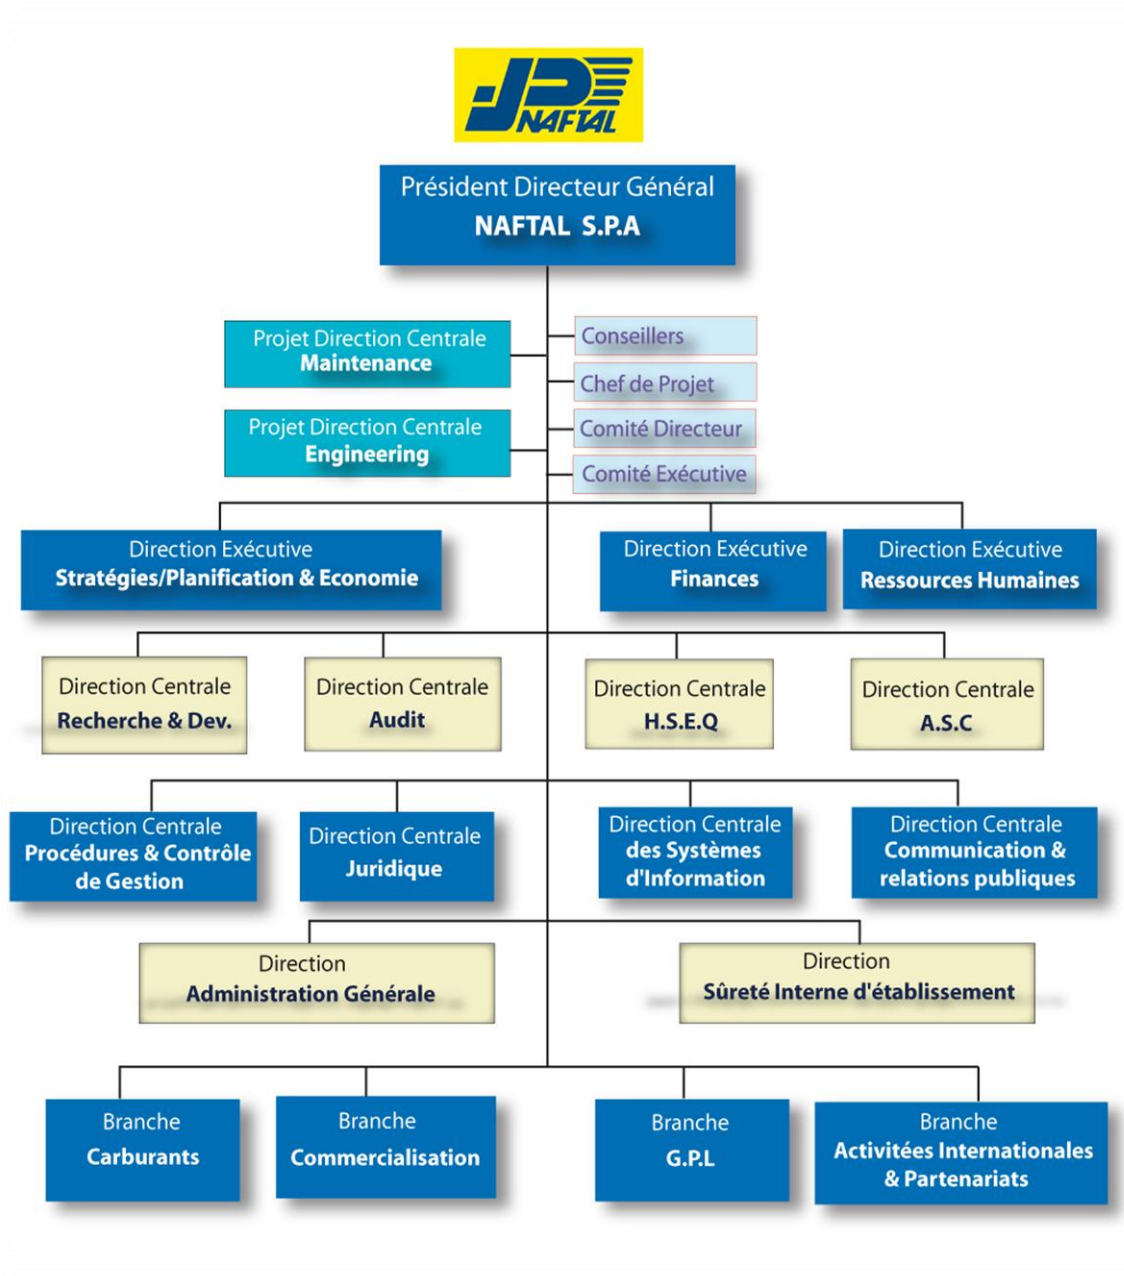 NAFTAL
Président Directeur Général
NAFTAL S.P.A
Projet Direction Centrale
Maintenance
Projet Direction Centrale
Engineering
Conseillers
Chef de Projet
Comité Directeur
Comité Exécutive
Direction Exécutive
Stratégies/Planification & Economie
Direction Exécutive
Finances
Direction Exécutive
Ressources Humaines
Direction Centrale
Recherche & Dev.
Direction Centrale
Audit
Direction Centrale
H.S.E.Q
Direction Centrale
A.S.C
Direction Centrale
Procédures & Contrôle
de Gestion
Direction Centrale
Juridique
Direction Centrale
des Systèmes
d'Information
Direction Centrale
Communication &
relations publiques
Direction
Administration Générale
Direction
Sûreté Interne d'établissement
Branche
Carburants
Branche
Commercialisation
Branche
G.P.L
Branche
Activitées Internationales
& Partenariats